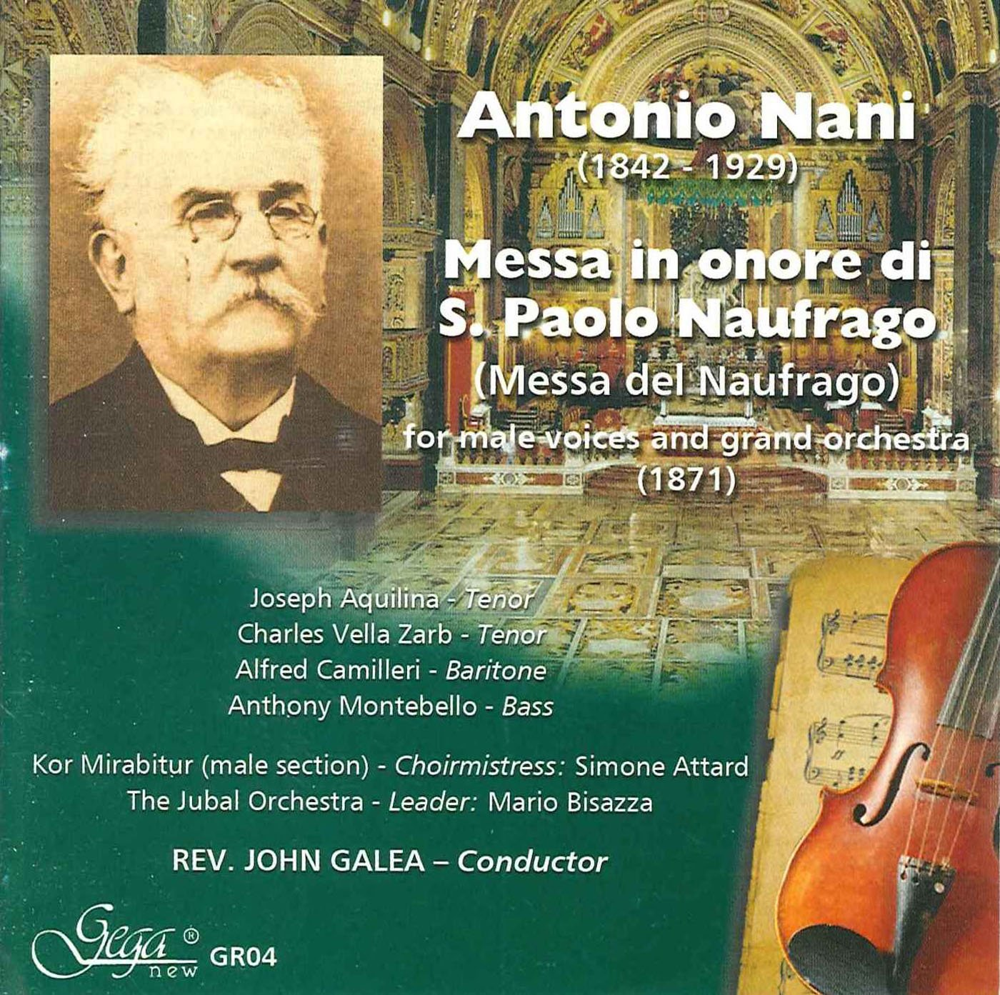 Antonio Nani
(1842 - 1929)
Messa in onore di
S. Paolo Naufrago
(Messa del Naufrago)
for male voices and grand orchestra
(1871)
Joseph Aquilina - Tenor
Charles Vella Zarb - Tenor
Alfred Camilleri - Baritone
Anthony Montebello - Bass
Kor Mirabitur (male section) - Choirmistress: Simone Attard
The Jubal Orchestra - Leader: Mario Bisazza
REV. JOHN GALEA – Conductor
Gega ®
new GR04
ff